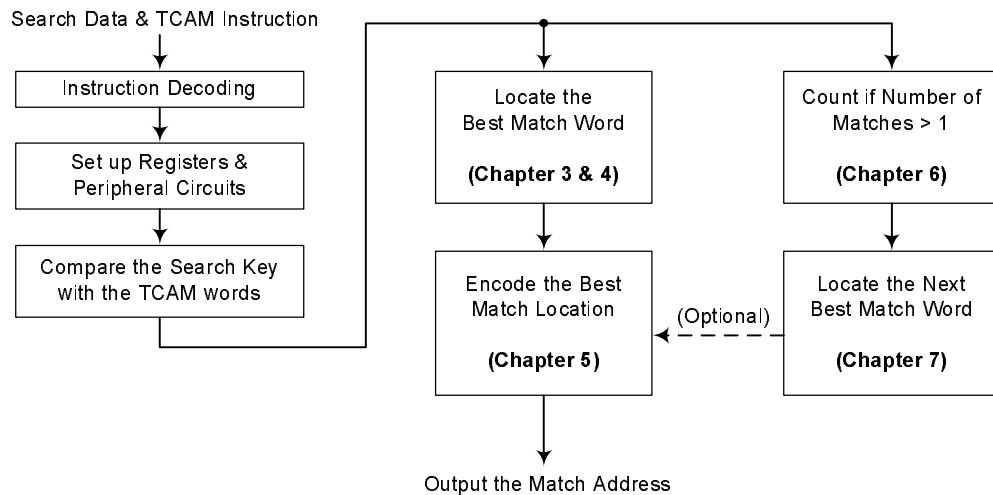 Search Data & TCAM Instruction
Instruction Decoding
Set up Registers &
Peripheral Circuits
Compare the Search Key
with the TCAM words
Locate the
Best Match Word
(Chapter 3 & 4)
Encode the Best
Match Location
(Chapter 5)
Output the Match Address
Count if Number of
Matches > 1
(Chapter 6)
Locate the Next
Best Match Word
(Chapter 7)
(Optional)